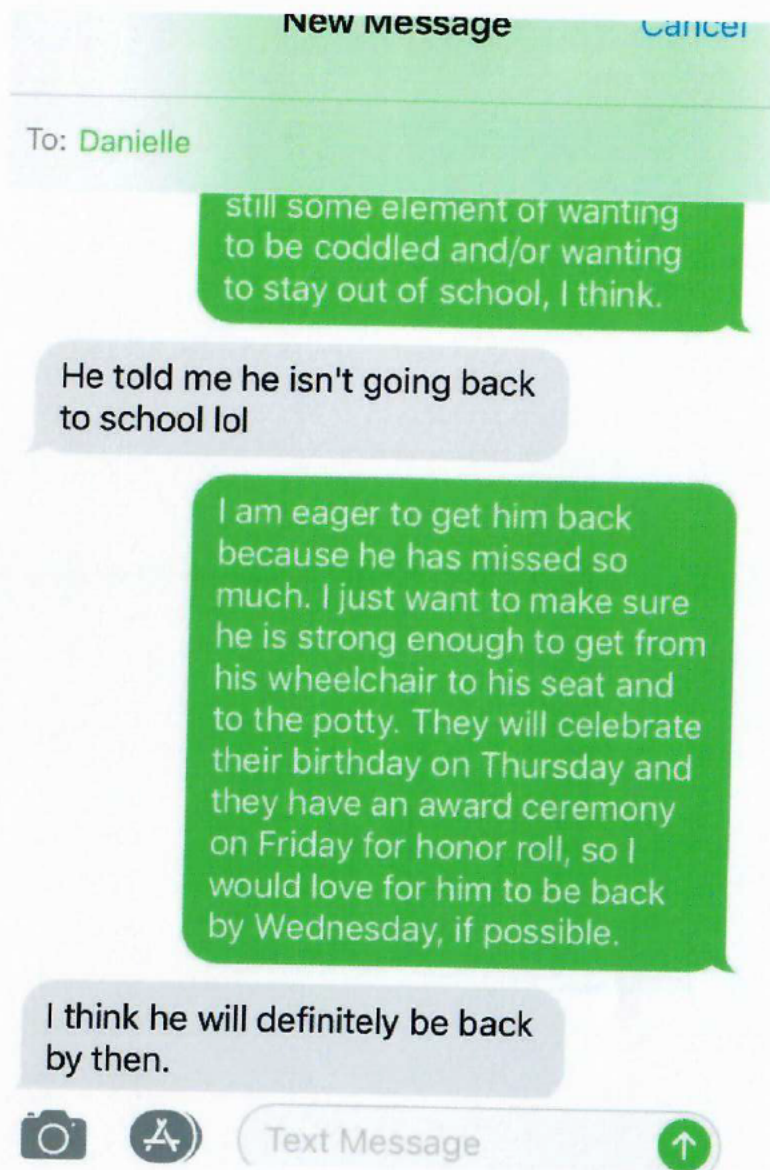 New Message
Cancel
To: Danielle
still some element of wanting
to be coddled and/or wanting
to stay out of school, I think.
He told me he isn't going back
to school lol
I am eager to get him back
because he has missed so
much. I just want to make sure
he is strong enough to get from
his wheelchair to his seat and
to the potty. They will celebrate
their birthday on Thursday and
they have an award ceremony
on Friday for honor roll, so I
would love for him to be back
by Wednesday, if possible.
I think he will definitely be back
by then.
Text Message